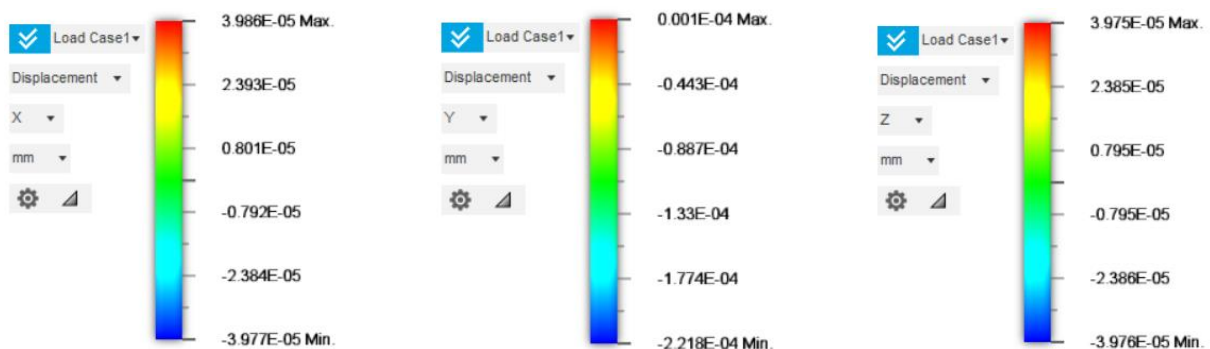 Load Case1
Displacement
X
mm
3.986E-05 Max.
2.393E-05
0.801E-05
-0.792E-05
-2.384E-05
-3.977E-05 Min.
Load Case1
Displacement
Y
mm
0.001E-04 Max.
-0.443E-04
-0.887E-04
-1.33E-04
-1.774E-04
-2.218E-04 Min.
Load Case1
Displacement
Z
mm
3.975E-05 Max.
2.385E-05
0.795E-05
-0.795E-05
-2.386E-05
-3.976E-05 Min.